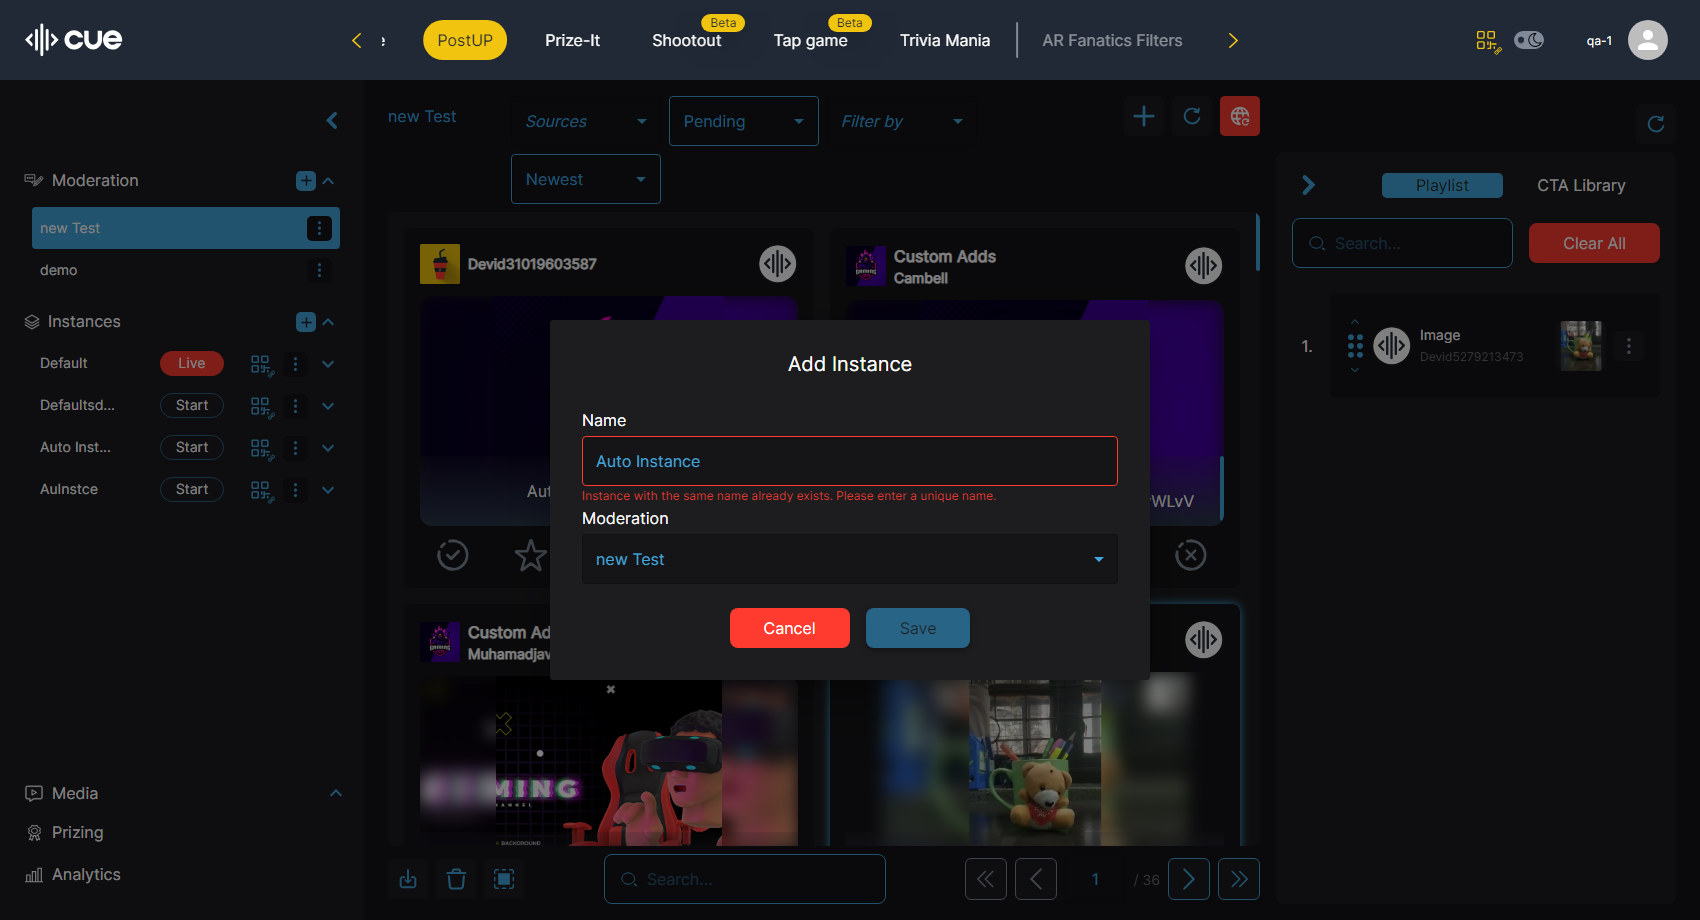 cue
e
PostUP
Prize-It
Beta
Shootout
Beta
Tap game
Trivia Mania
AR Fanatics Filters
qa-1
Moderation
new Test
demo
Instances
Default
Live
Defaultsd...
Start
Auto Inst...
Start
AuInstce
Start
Media
Prizing
Analytics
new Test
Sources
Pending
Filter by
Newest
Devid31019603587
Custom Adds
Cambell
Aut
WLvV
Add Instance
Name
Auto Instance
Instance with the same name already exists. Please enter a unique name.
Moderation
new Test
Cancel
Save
Custom Ad
Muhamadjav
MING
BACKGROUND
Search...
1
/ 36
Playlist
CTA Library
Search...
Clear All
1.
Image
Devid5279213473